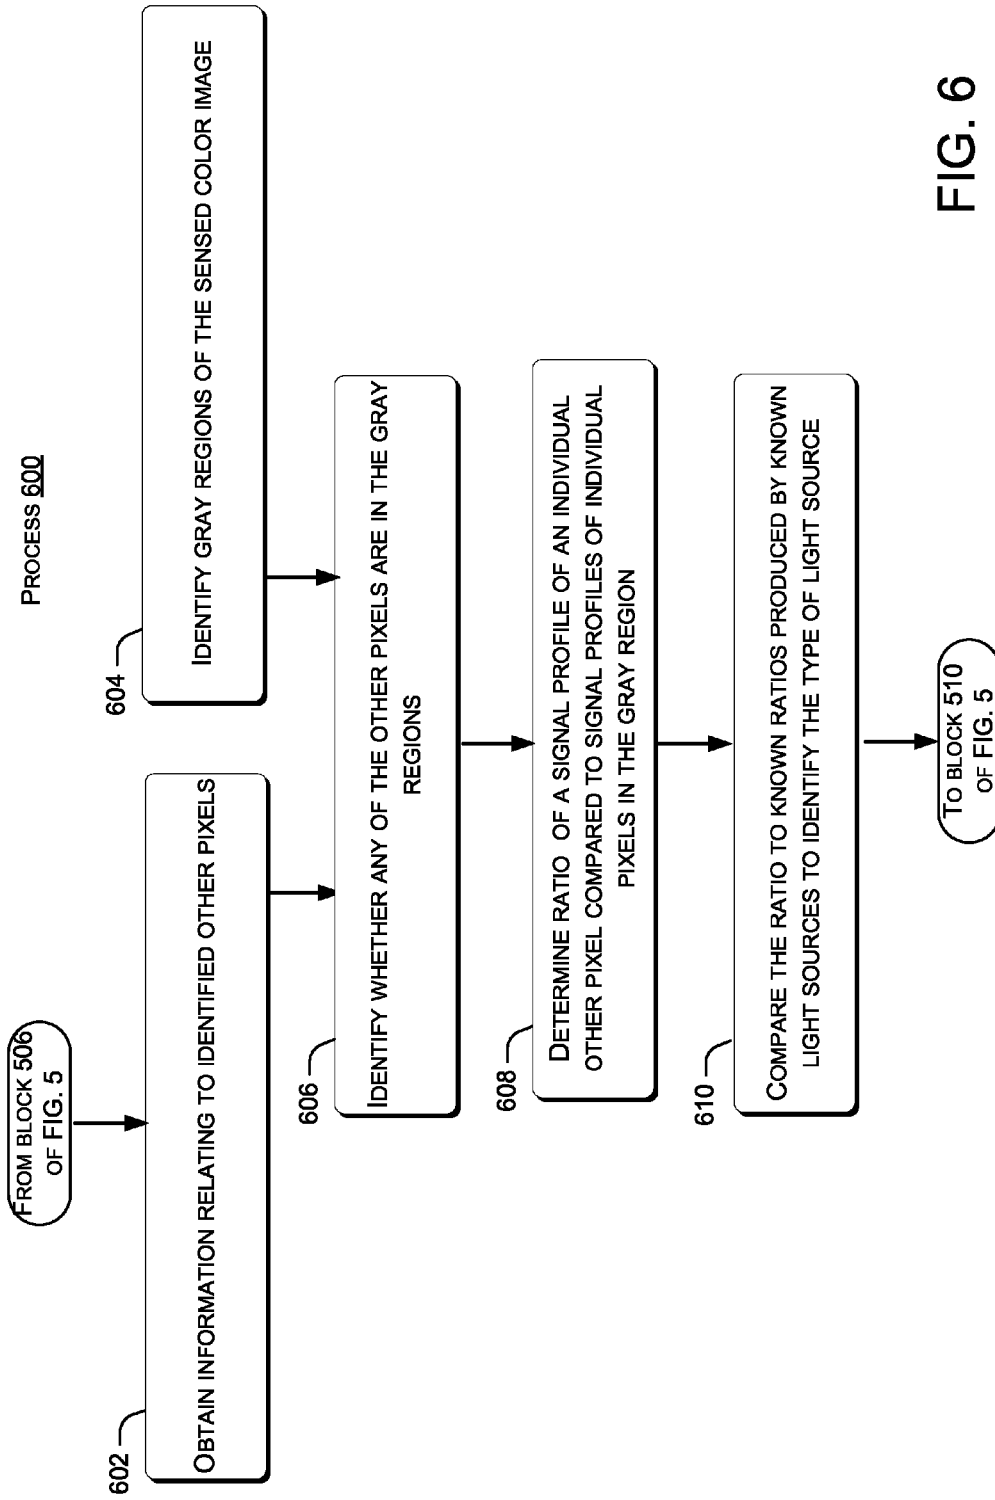 PROCESS 600
FROM BLOCK 506
OF FIG. 5
602
OBTAIN INFORMATION RELATING TO IDENTIFIED OTHER PIXELS
604
IDENTIFY GRAY REGIONS OF THE SENSED COLOR IMAGE
606
IDENTIFY WHETHER ANY OF THE OTHER PIXELS ARE IN THE GRAY
REGIONS
608
DETERMINE RATIO OF A SIGNAL PROFILE OF AN INDIVIDUAL
OTHER PIXEL COMPARED TO SIGNAL PROFILES OF INDIVIDUAL
PIXELS IN THE GRAY REGION
610
COMPARE THE RATIO TO KNOWN RATIOS PRODUCED BY KNOWN
LIGHT SOURCES TO IDENTIFY THE TYPE OF LIGHT SOURCE
TO BLOCK 510
OF FIG. 5
FIG. 6